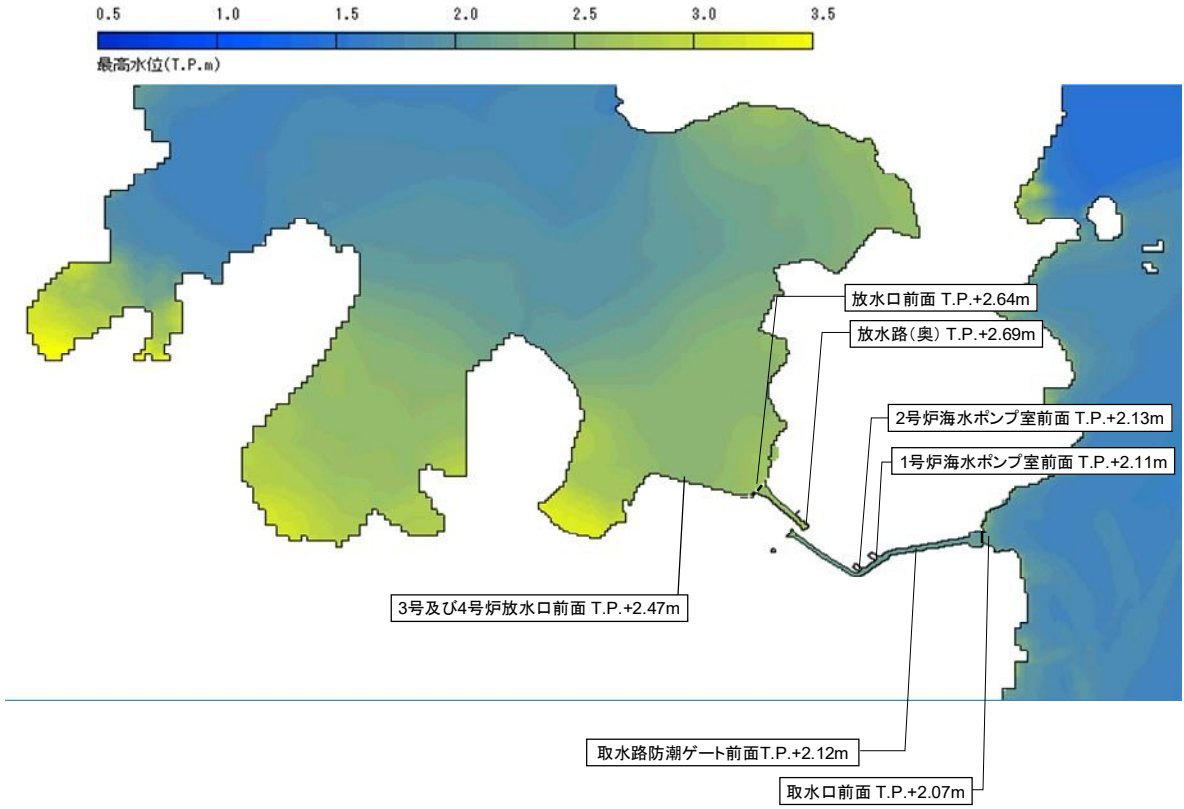 0.5 1.0 1.5 2.0 2.5 3.0 3.5
最高水位(T.P.m)
放水口前面 T.P.+2.64m
放水路(奥) T.P.+2.69m
2号炉海水ポンプ室前面 T.P.+2.13m
1号炉海水ポンプ室前面 T.P.+2.11m
3号及び4号炉放水口前面 T.P.+2.47m
取水路防潮ゲート前面T.P.+2.12m
取水口前面 T.P.+2.07m